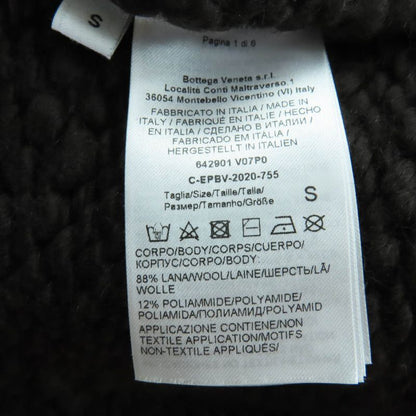 S
Pagina 1 di 6
Bottega Veneta s.r.l.
Località Conti Maltraverso.1
36054 Montebello Vicentino (VI) Italy
FABBRICATO IN ITALIA / MADE IN
ITALY / FABRIQUÉ EN ITALIE / HECHO
EN ITALIA / СДЕЛАНО В ИТАЛИИ /
FABRICADO EM ITALIA /
HERGESTELLT IN ITALIEN
642901 V07P0
C-EPBV-2020-755
Taglia/Size/Taille/Talla/
Размер/Tamanho/Größe
S
CORPO/BODY/CORPS/CUERPO/
КОРПУС/CORPO/BODY/
88% LANA/WOOL/LAINE/ШЕРСТЬ/LÃ/
WOLLE
12% POLIAMMIDE/POLYAMIDE/
POLIAMIDA/ПОЛИАМИД/POLYAMID
APPLICAZIONE CONTIENE/NON
TEXTILE APPLICATION/MOTIFS
NON TEXTILE APLIQUÉS/